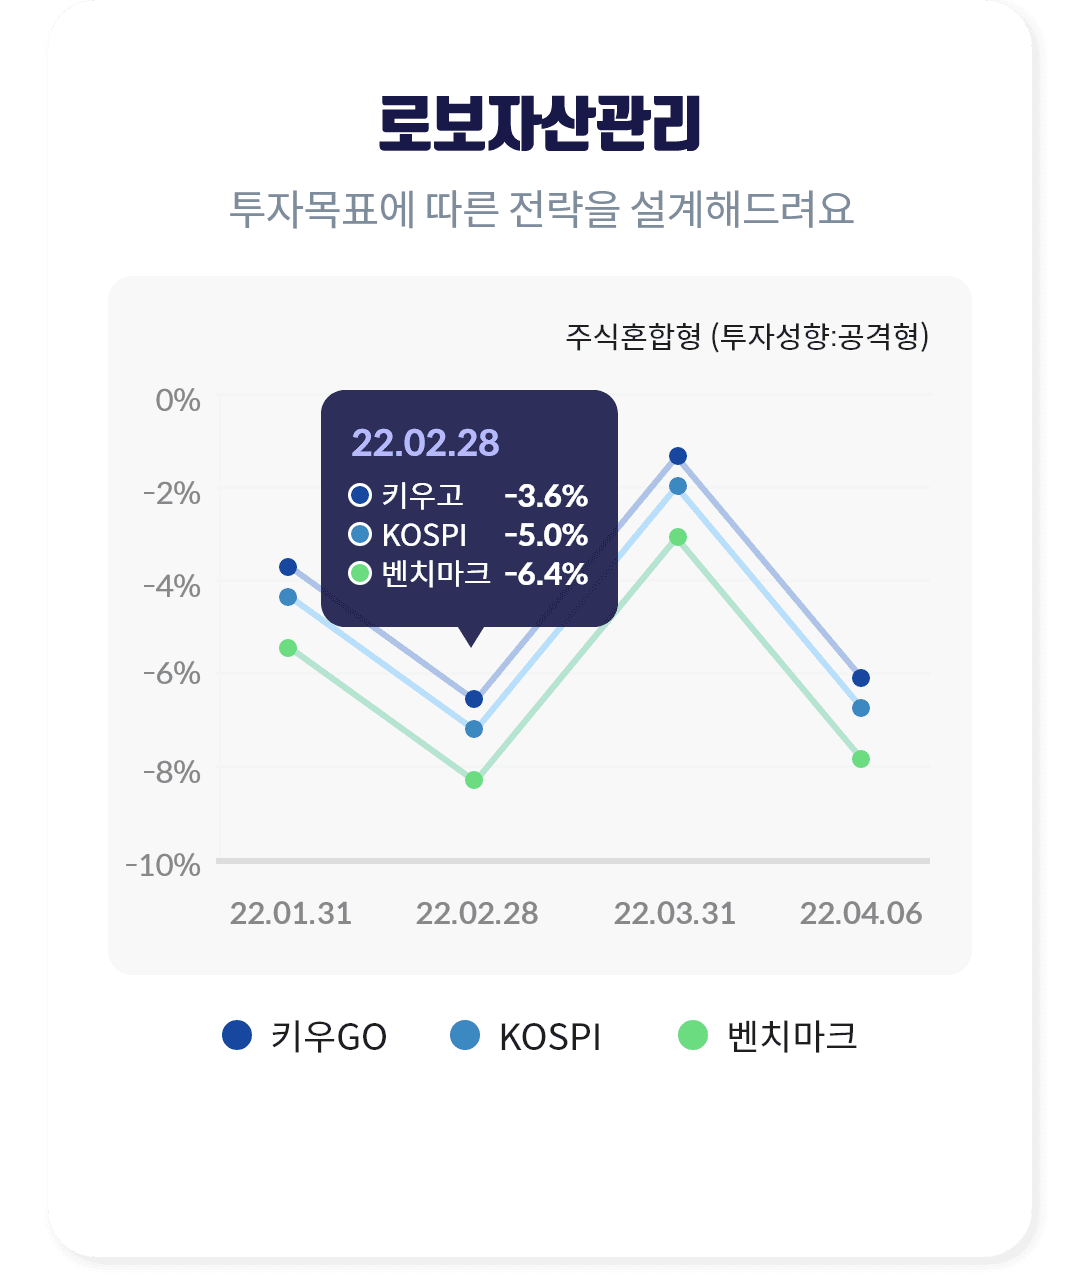 로보자산관리
투자목표에 따른 전략을 설계해드려요
주식혼합형 (투자성향:공격형)
0%
-2%
-4%
-6%
-8%
-10%
22.02.28
키우고 -3.6%
KOSPI -5.0%
벤치마크 -6.4%
22.01.31 22.02.28 22.03.31 22.04.06
키우GO KOSPI 벤치마크